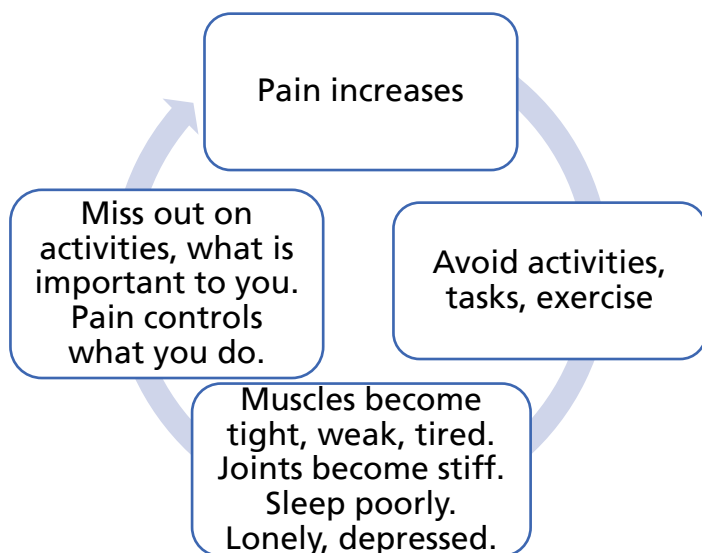 Pain increases
Avoid activities,
tasks, exercise
Muscles become
tight, weak, tired.
Joints become stiff.
Sleep poorly.
Lonely, depressed.
Miss out on
activities, what is
important to you.
Pain controls
what you do.